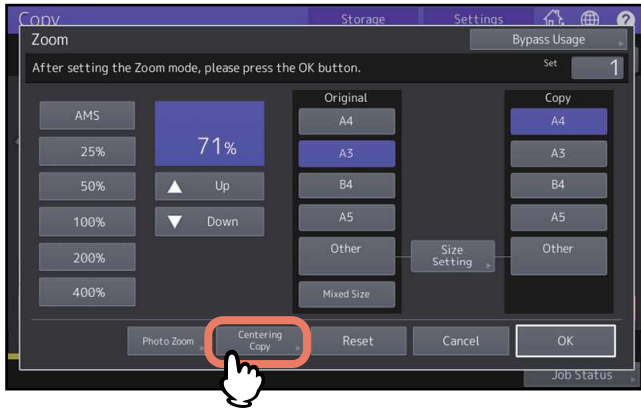 Copy Storage Settings
Zoom Bypass Usage
After setting the Zoom mode, please press the OK button. Set 1
Original Copy
AMS
25%
50%
100%
200%
400%
71%
Up
Down
A4
A3
B4
A5
Other
Mixed Size
Size
Setting
A4
A3
B4
A5
Other
Photo Zoom
Centering
Copy
Reset
Cancel
OK
Job Status